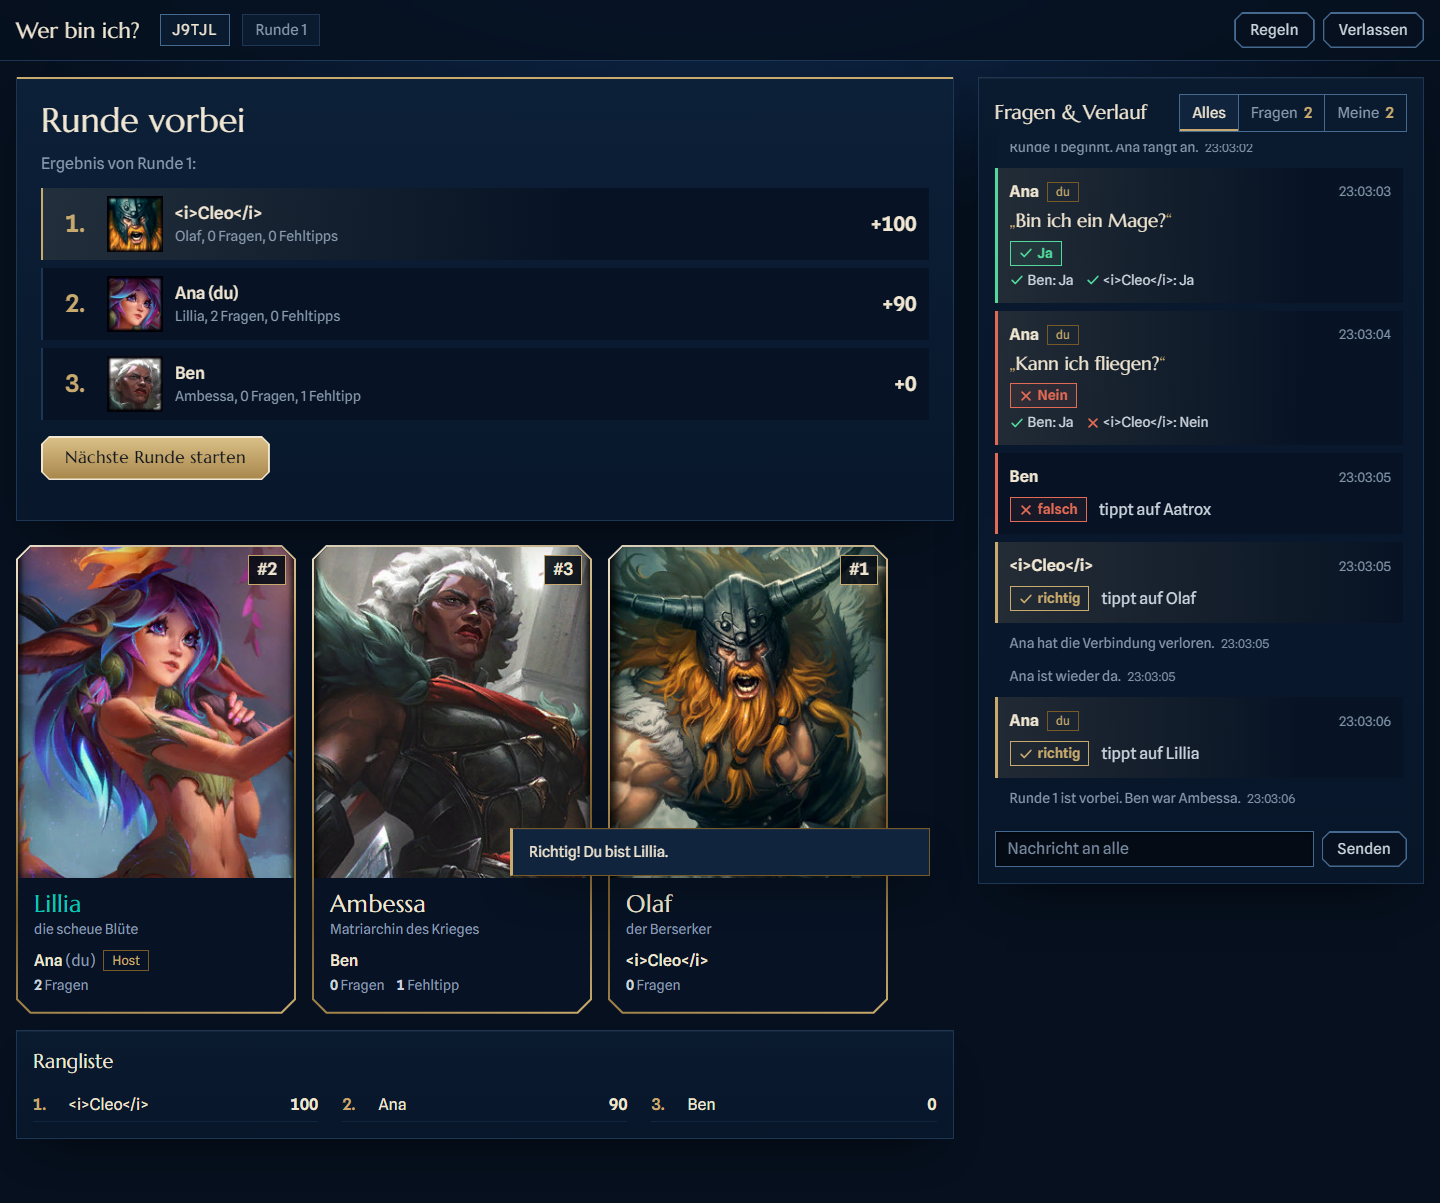 Wer bin ich?
J9TJL
Runde 1
Regeln
Verlassen
Runde vorbei
Ergebnis von Runde 1:
1.
<i>Cleo</i>
Olaf, 0 Fragen, 0 Fehltipps
+100
2.
Ana (du)
Lillia, 2 Fragen, 0 Fehltipps
+90
3.
Ben
Ambessa, 0 Fragen, 1 Fehltipp
+0
Nächste Runde starten
#2
Lillia
die scheue Blüte
Ana (du) Host
2 Fragen
#3
Ambessa
Matriarchin des Krieges
Ben
0 Fragen 1 Fehltipp
#1
Olaf
der Berserker
<i>Cleo</i>
0 Fragen
Richtig! Du bist Lillia.
Rangliste
1. <i>Cleo</i> 100
2. Ana 90
3. Ben 0
Fragen & Verlauf
Alles
Fragen 2
Meine 2
Runde 1 beginnt. Ana fängt an. 23:03:02
Ana du 23:03:03
„Bin ich ein Mage?“
Ja
Ben: Ja <i>Cleo</i>: Ja
Ana du 23:03:04
„Kann ich fliegen?“
Nein
Ben: Ja <i>Cleo</i>: Nein
Ben 23:03:05
falsch tippt auf Aatrox
<i>Cleo</i> 23:03:05
richtig tippt auf Olaf
Ana hat die Verbindung verloren. 23:03:05
Ana ist wieder da. 23:03:05
Ana du 23:03:06
richtig tippt auf Lillia
Runde 1 ist vorbei. Ben war Ambessa. 23:03:06
Nachricht an alle
Senden